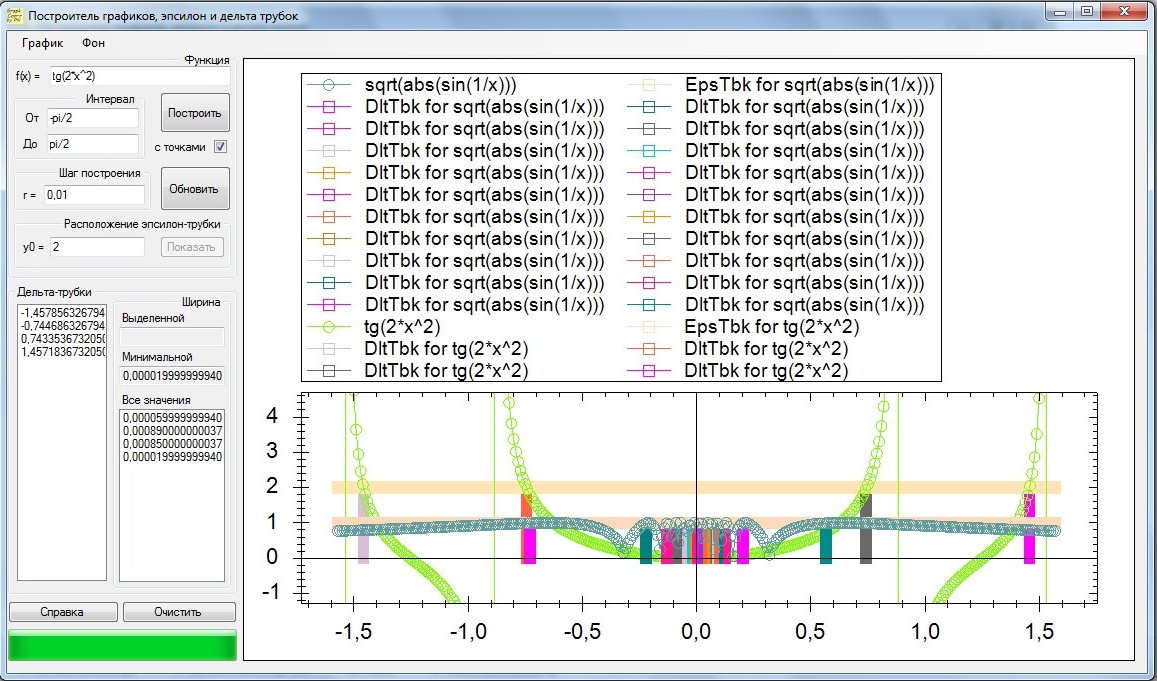 Построитель графиков, эпсилон и дельта трубок
График Фон
Функция
f(x) = tg(2*x^2)
Интервал
От -pi/2
До pi/2
Построить
с точками
Шаг построения
r = 0,01
Обновить
Расположение эпсилон-трубки
y0 = 2
Показать
Дельта-трубки
-1,457856326794
-0,744686326794
0,7433536732050
1,4571836732050
Ширина
Выделенной
Минимальной
0,000019999999940
Все значения
0,000059999999940
0,000890000000037
0,000850000000037
0,000019999999940
Справка
Очистить
sqrt(abs(sin(1/x))) EpsTbk for sqrt(abs(sin(1/x)))
DltTbk for sqrt(abs(sin(1/x))) DltTbk for sqrt(abs(sin(1/x)))
DltTbk for sqrt(abs(sin(1/x))) DltTbk for sqrt(abs(sin(1/x)))
DltTbk for sqrt(abs(sin(1/x))) DltTbk for sqrt(abs(sin(1/x)))
DltTbk for sqrt(abs(sin(1/x))) DltTbk for sqrt(abs(sin(1/x)))
DltTbk for sqrt(abs(sin(1/x))) DltTbk for sqrt(abs(sin(1/x)))
DltTbk for sqrt(abs(sin(1/x))) DltTbk for sqrt(abs(sin(1/x)))
DltTbk for sqrt(abs(sin(1/x))) DltTbk for sqrt(abs(sin(1/x)))
DltTbk for sqrt(abs(sin(1/x))) DltTbk for sqrt(abs(sin(1/x)))
DltTbk for sqrt(abs(sin(1/x))) DltTbk for sqrt(abs(sin(1/x)))
DltTbk for sqrt(abs(sin(1/x))) DltTbk for sqrt(abs(sin(1/x)))
tg(2*x^2) EpsTbk for tg(2*x^2)
DltTbk for tg(2*x^2) DltTbk for tg(2*x^2)
DltTbk for tg(2*x^2) DltTbk for tg(2*x^2)
4
3
2
1
0
-1
-1,5 -1,0 -0,5 0,0 0,5 1,0 1,5